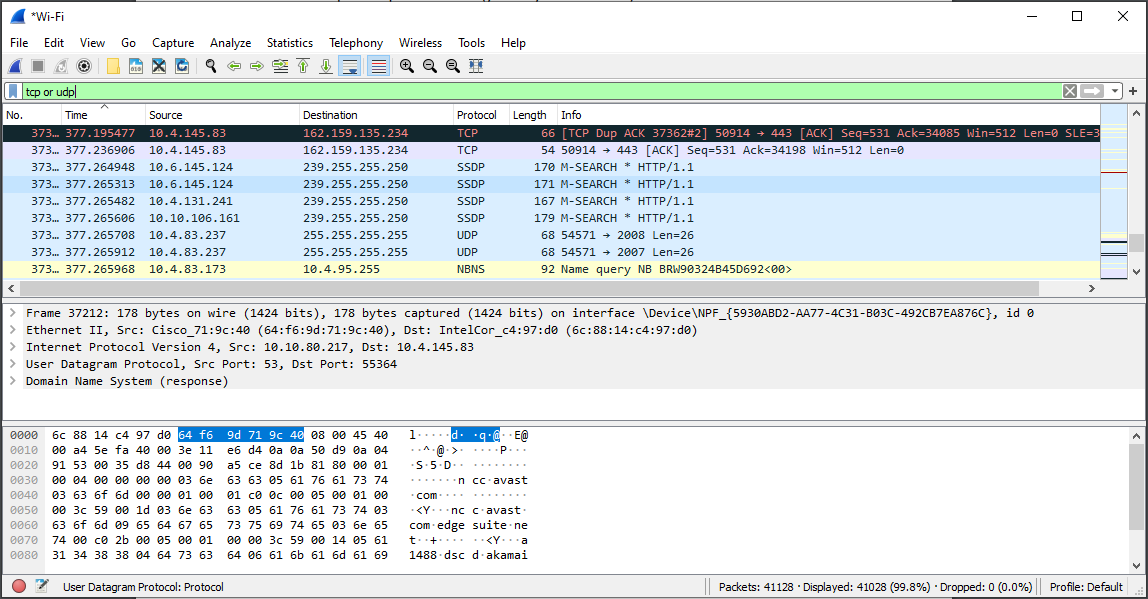 *Wi-Fi
File Edit View Go Capture Analyze Statistics Telephony Wireless Tools Help
tcp or udp
No. Time Source Destination Protocol Length Info
373… 377.195477 10.4.145.83 162.159.135.234 TCP 66 [TCP Dup ACK 37362#2] 50914 → 443 [ACK] Seq=531 Ack=34085 Win=512 Len=0 SLE=3
373… 377.236906 10.4.145.83 162.159.135.234 TCP 54 50914 → 443 [ACK] Seq=531 Ack=34198 Win=512 Len=0
373… 377.264948 10.6.145.124 239.255.255.250 SSDP 170 M-SEARCH * HTTP/1.1
373… 377.265313 10.6.145.124 239.255.255.250 SSDP 171 M-SEARCH * HTTP/1.1
373… 377.265482 10.4.131.241 239.255.255.250 SSDP 167 M-SEARCH * HTTP/1.1
373… 377.265606 10.10.106.161 239.255.255.250 SSDP 179 M-SEARCH * HTTP/1.1
373… 377.265708 10.4.83.237 255.255.255.255 UDP 68 54571 → 2008 Len=26
373… 377.265912 10.4.83.237 255.255.255.255 UDP 68 54571 → 2007 Len=26
373… 377.265968 10.4.83.173 10.4.95.255 NBNS 92 Name query NB BRW90324B45D692<00>
Frame 37212: 178 bytes on wire (1424 bits), 178 bytes captured (1424 bits) on interface \Device\NPF_{5930ABD2-AA77-4C31-B03C-492CB7EA876C}, id 0
Ethernet II, Src: Cisco_71:9c:40 (64:f6:9d:71:9c:40), Dst: IntelCor_c4:97:d0 (6c:88:14:c4:97:d0)
Internet Protocol Version 4, Src: 10.10.80.217, Dst: 10.4.145.83
User Datagram Protocol, Src Port: 53, Dst Port: 55364
Domain Name System (response)
0000 6c 88 14 c4 97 d0 64 f6 9d 71 9c 40 08 00 45 40 l·····d· ·q·@··E@
0010 00 a4 5e fa 40 00 3e 11 e6 d4 0a 0a 50 d9 0a 04 ··^·@·>· ····P···
0020 91 53 00 35 d8 44 00 90 a5 ce 8d 1b 81 80 00 01 ·S·5·D·· ········
0030 00 04 00 00 00 00 03 6e 63 63 05 61 76 61 73 74 ·······n cc·avast
0040 03 63 6f 6d 00 00 01 00 01 c0 0c 00 05 00 01 00 ·com···· ········
0050 00 3c 59 00 1d 03 6e 63 63 05 61 76 61 73 74 03 ·<Y···nc c·avast·
0060 63 6f 6d 09 65 64 67 65 73 75 69 74 65 03 6e 65 com·edge suite·ne
0070 74 00 c0 2b 00 05 00 01 00 00 3c 59 00 14 05 61 t··+···· ··<Y···a
0080 31 34 38 38 04 64 73 63 64 06 61 6b 61 6d 61 69 1488·dsc d·akamai
User Datagram Protocol: Protocol Packets: 41128 · Displayed: 41028 (99.8%) · Dropped: 0 (0.0%) Profile: Default